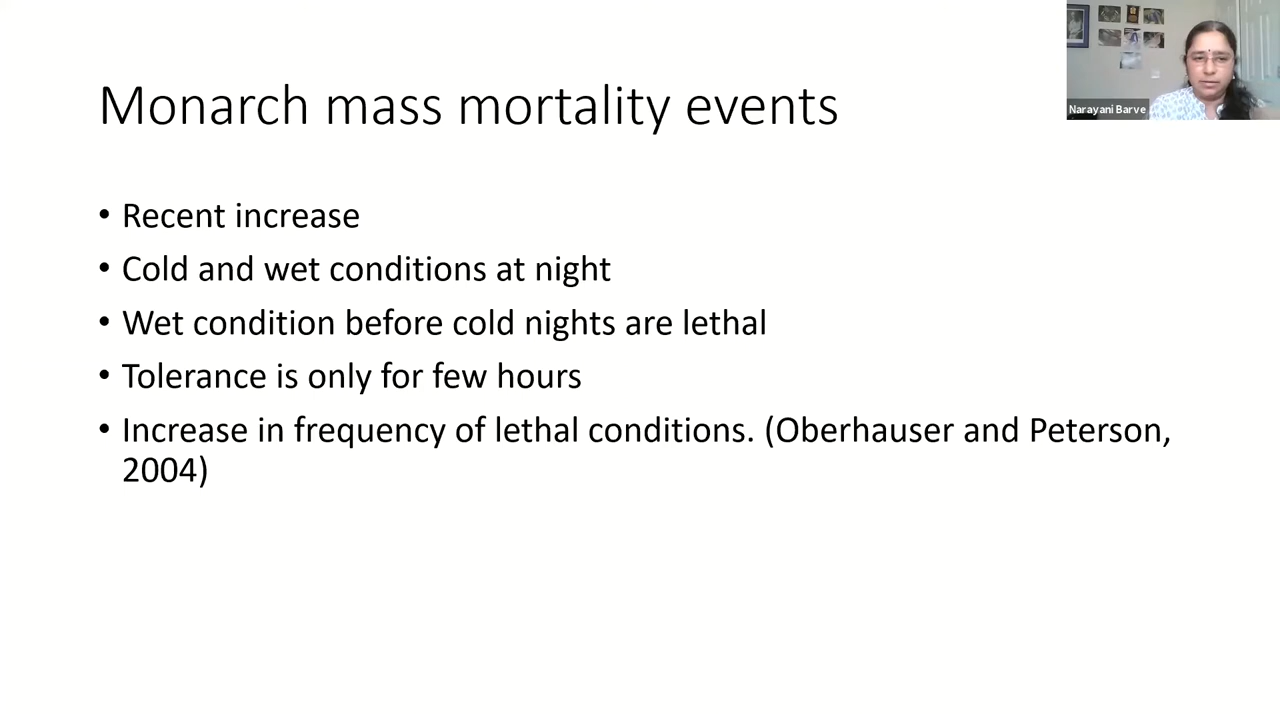 Monarch mass mortality events
Narayani Barve
• Recent increase
• Cold and wet conditions at night
• Wet condition before cold nights are lethal
• Tolerance is only for few hours
• Increase in frequency of lethal conditions. (Oberhauser and Peterson,
2004)